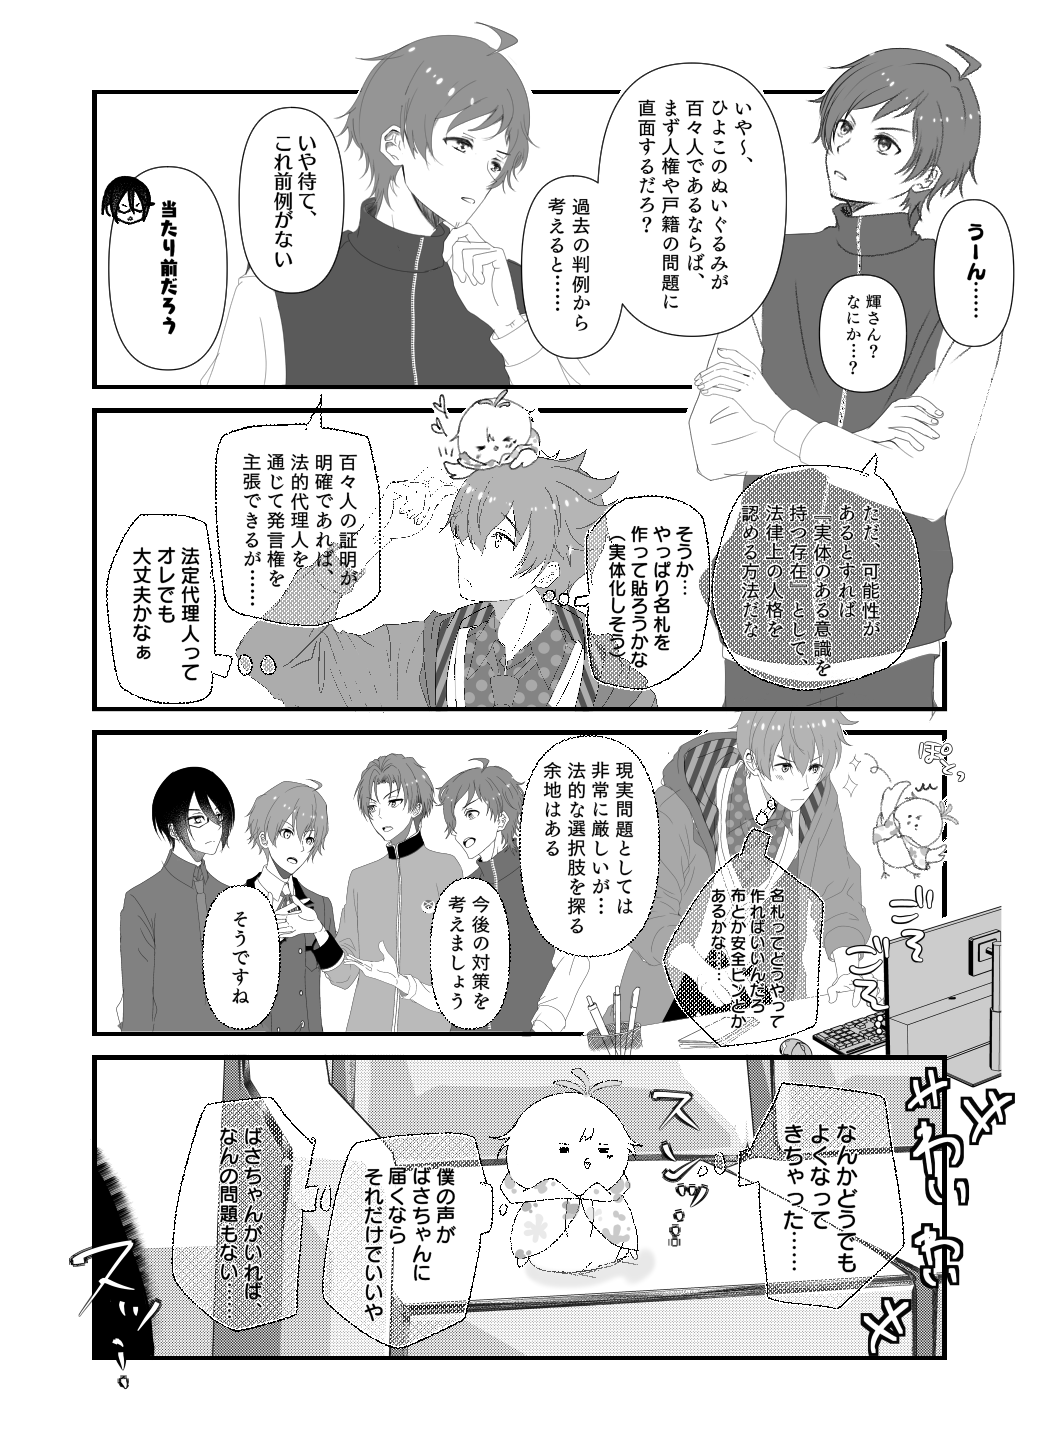 うーん……
輝さん?
なにか…?
いや〜、
ひよこのぬいぐるみが
百々人であるならば、
まず人権や戸籍の問題に
直面するだろ?
過去の判例から
考えると……
いや待て、
これ前例がない
当たり前だろう
ただ、可能性が
あるとすれば
『実体のある意識を
持つ存在』として、
法律上の人格を
認める方法だな
そうか…
やっぱり名札を
作って貼ろうかな
(実体化しそう)
百々人の証明が
明確であれば、
法的代理人を
通じて発言権を
主張できるが……
法定代理人って
オレでも
大丈夫かなぁ
ぽとっ
名札ってどうやって
作ればいいんだろ
布とか安全ピンとか
あるかな……
ごそ
ごそ
現実問題としては
非常に厳しいが…
法的な選択肢を探る
余地はある
今後の対策を
考えましょう
そうですね
わい
わい
なんかどうでも
よくなって
きちゃった……
スンッ…
僕の声が
ばさちゃんに
届くなら
それだけでいいや
ばさちゃんがいれば、
なんの問題もない……
スッ…